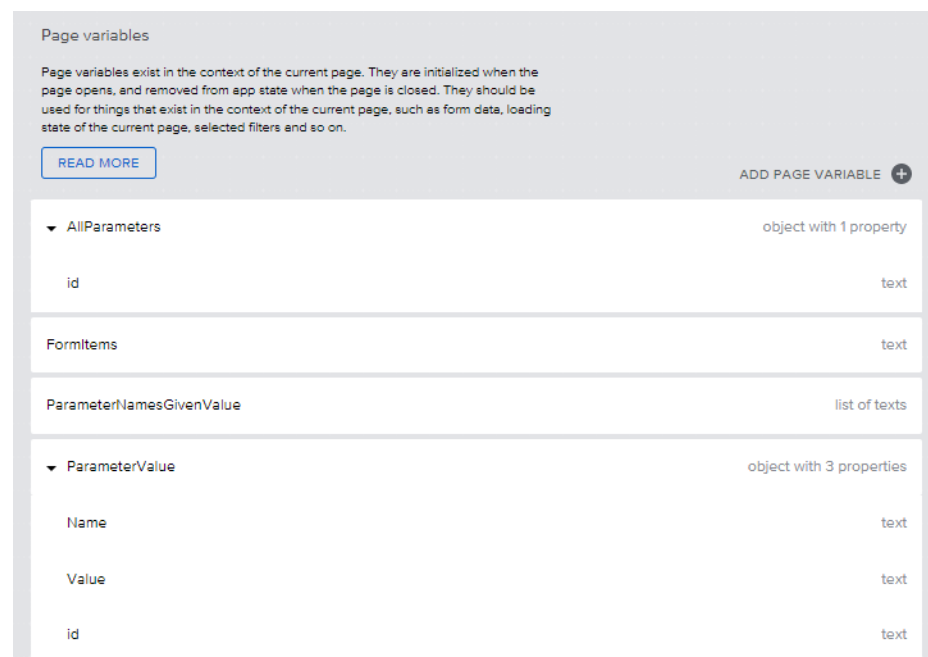 Page variables
Page variables exist in the context of the current page. They are initialized when the
page opens, and removed from app state when the page is closed. They should be
used for things that exist in the context of the current page, such as form data, loading
state of the current page, selected filters and so on.
READ MORE
ADD PAGE VARIABLE
AllParameters object with 1 property
id text
FormItems text
ParameterNamesGivenValue list of texts
ParameterValue object with 3 properties
Name text
Value text
id text